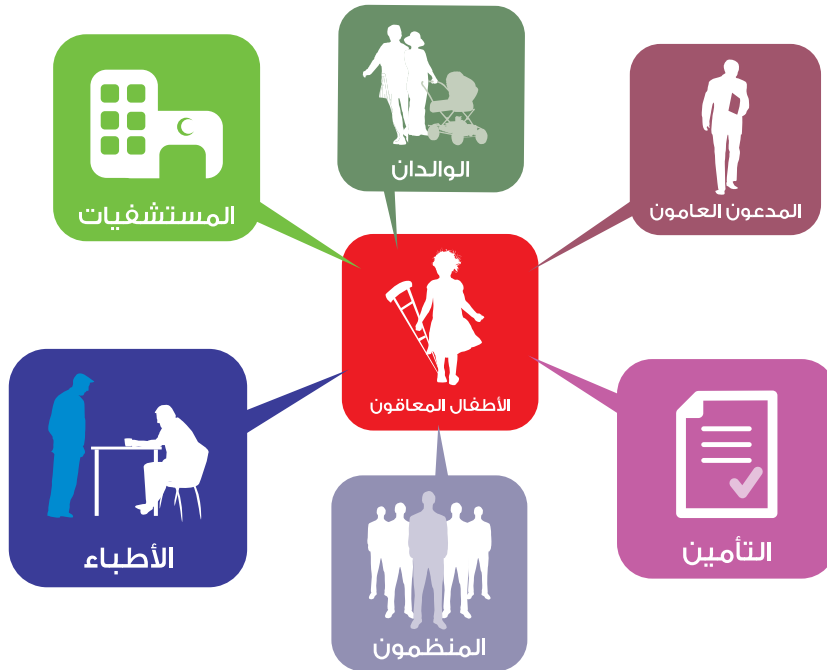 الوالدان
المدعون العامون
المستشفيات
الأطفال المعاقون
التأمين
الأطباء
المنظمون